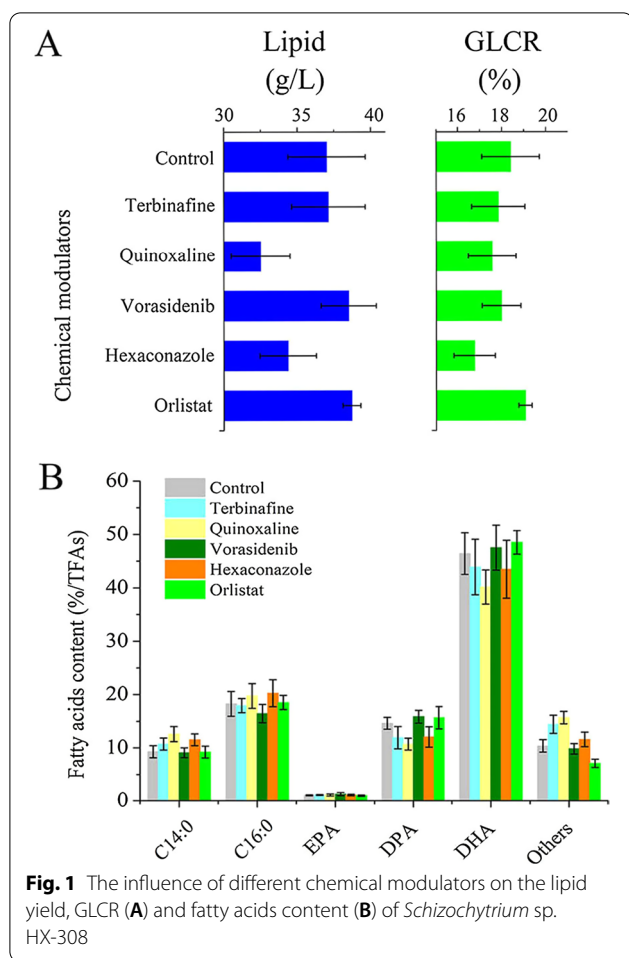 A
Lipid
(g/L)
GLCR
(%)
30 35 40
16 18 20
Chemical modulators
Control
Terbinafine
Quinoxaline
Vorasidenib
Hexaconazole
Orlistat
B
Fatty acids content (%/TFAs)
60
50
40
30
20
10
0
Control
Terbinafine
Quinoxaline
Vorasidenib
Hexaconazole
Orlistat
C14:0 C16:0 EPA DPA DHA Others
Fig. 1 The influence of different chemical modulators on the lipid
yield, GLCR (A) and fatty acids content (B) of Schizochytrium sp.
HX-308